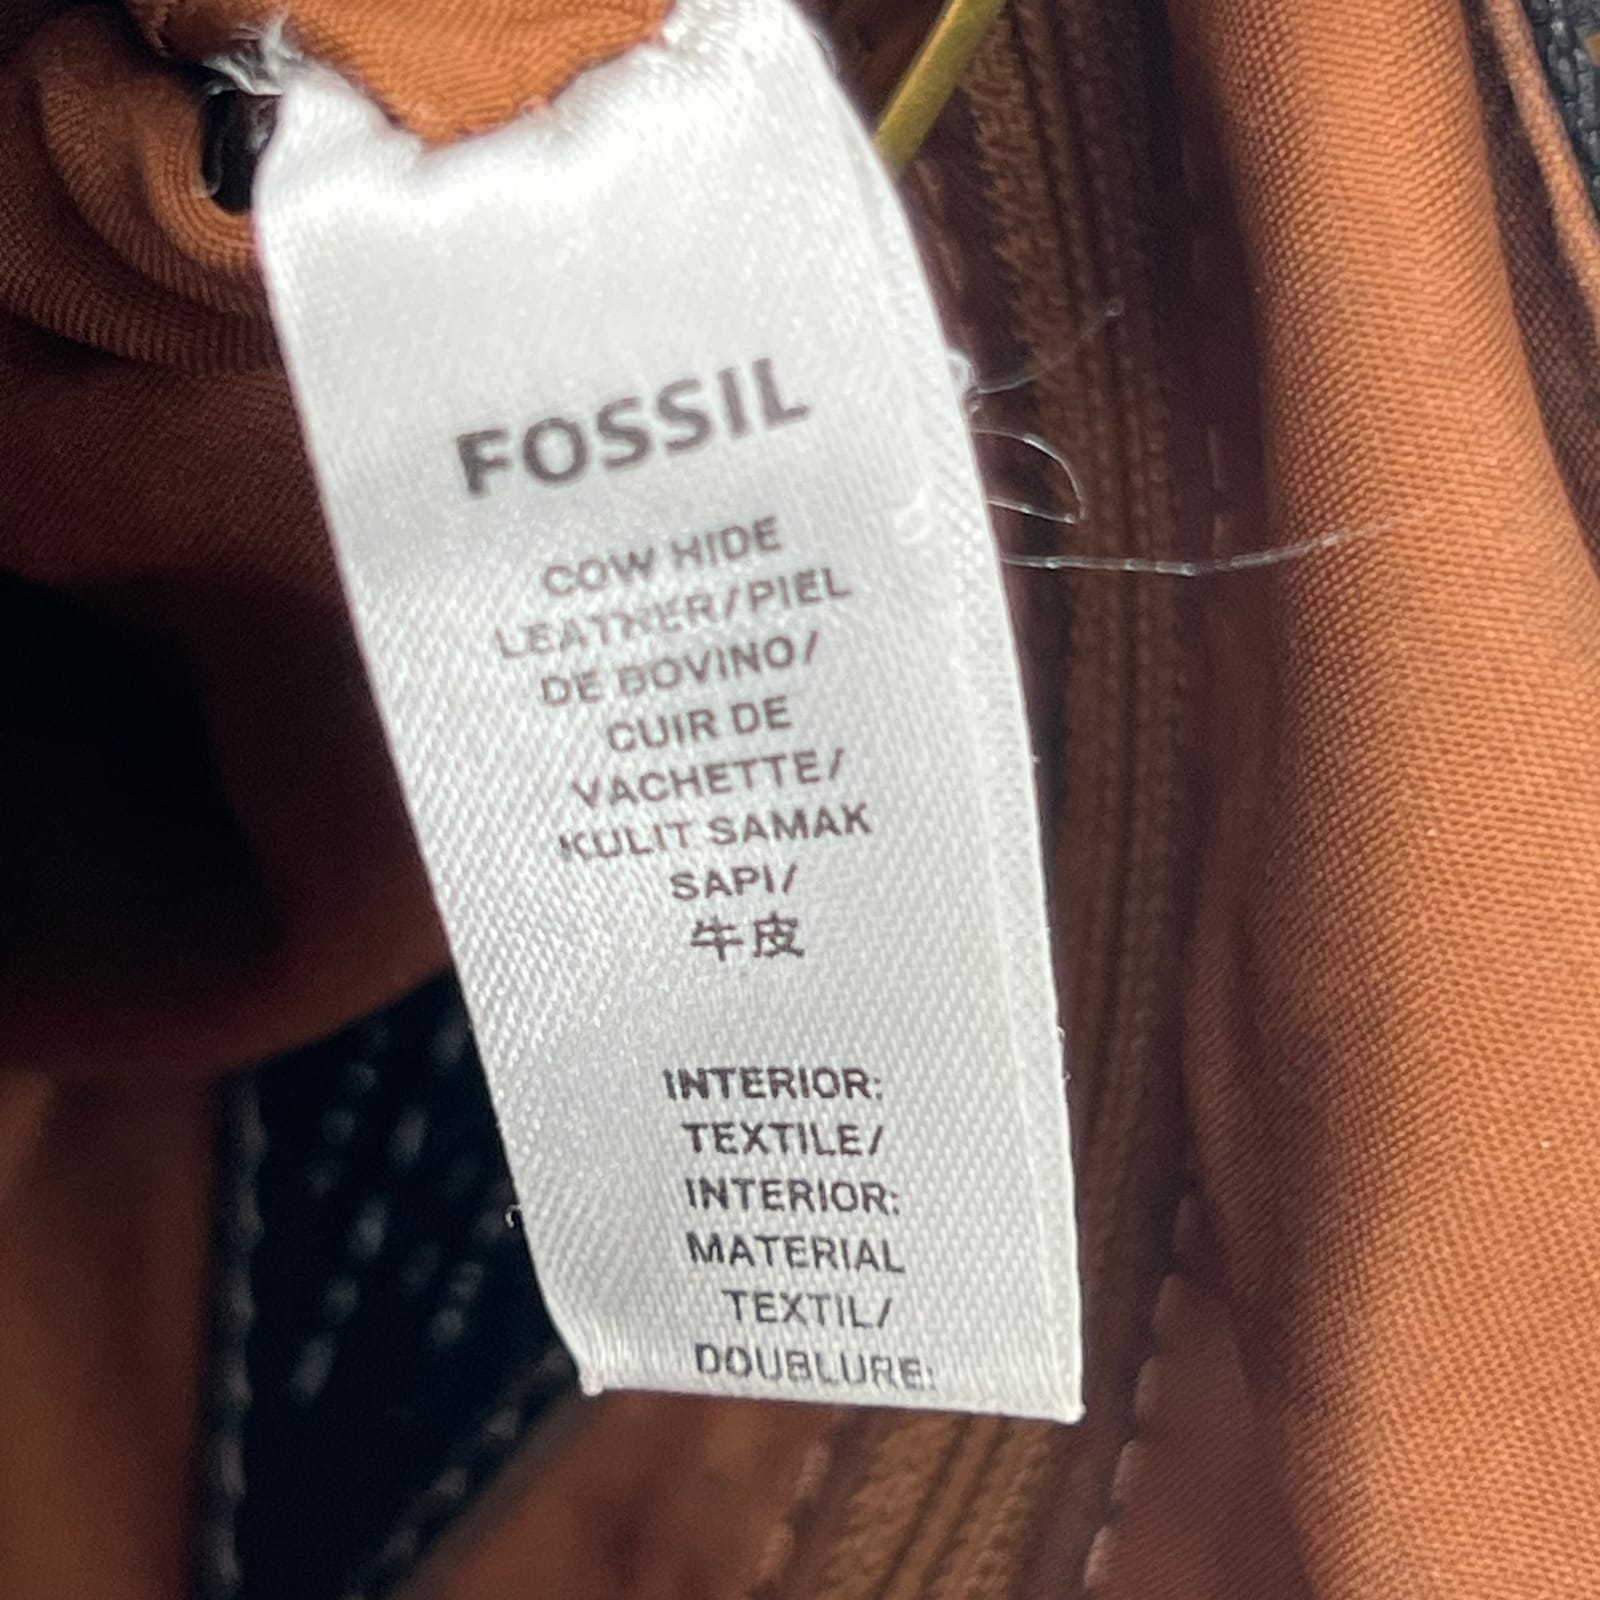 FOSSIL
COW HIDE
LEATHER/PIEL
DE BOVINO/
CUIR DE
VACHETTE/
KULIT SAMAK
SAPI/
牛皮
INTERIOR:
TEXTILE/
INTERIOR:
MATERIAL
TEXTIL/
DOUBLURE: